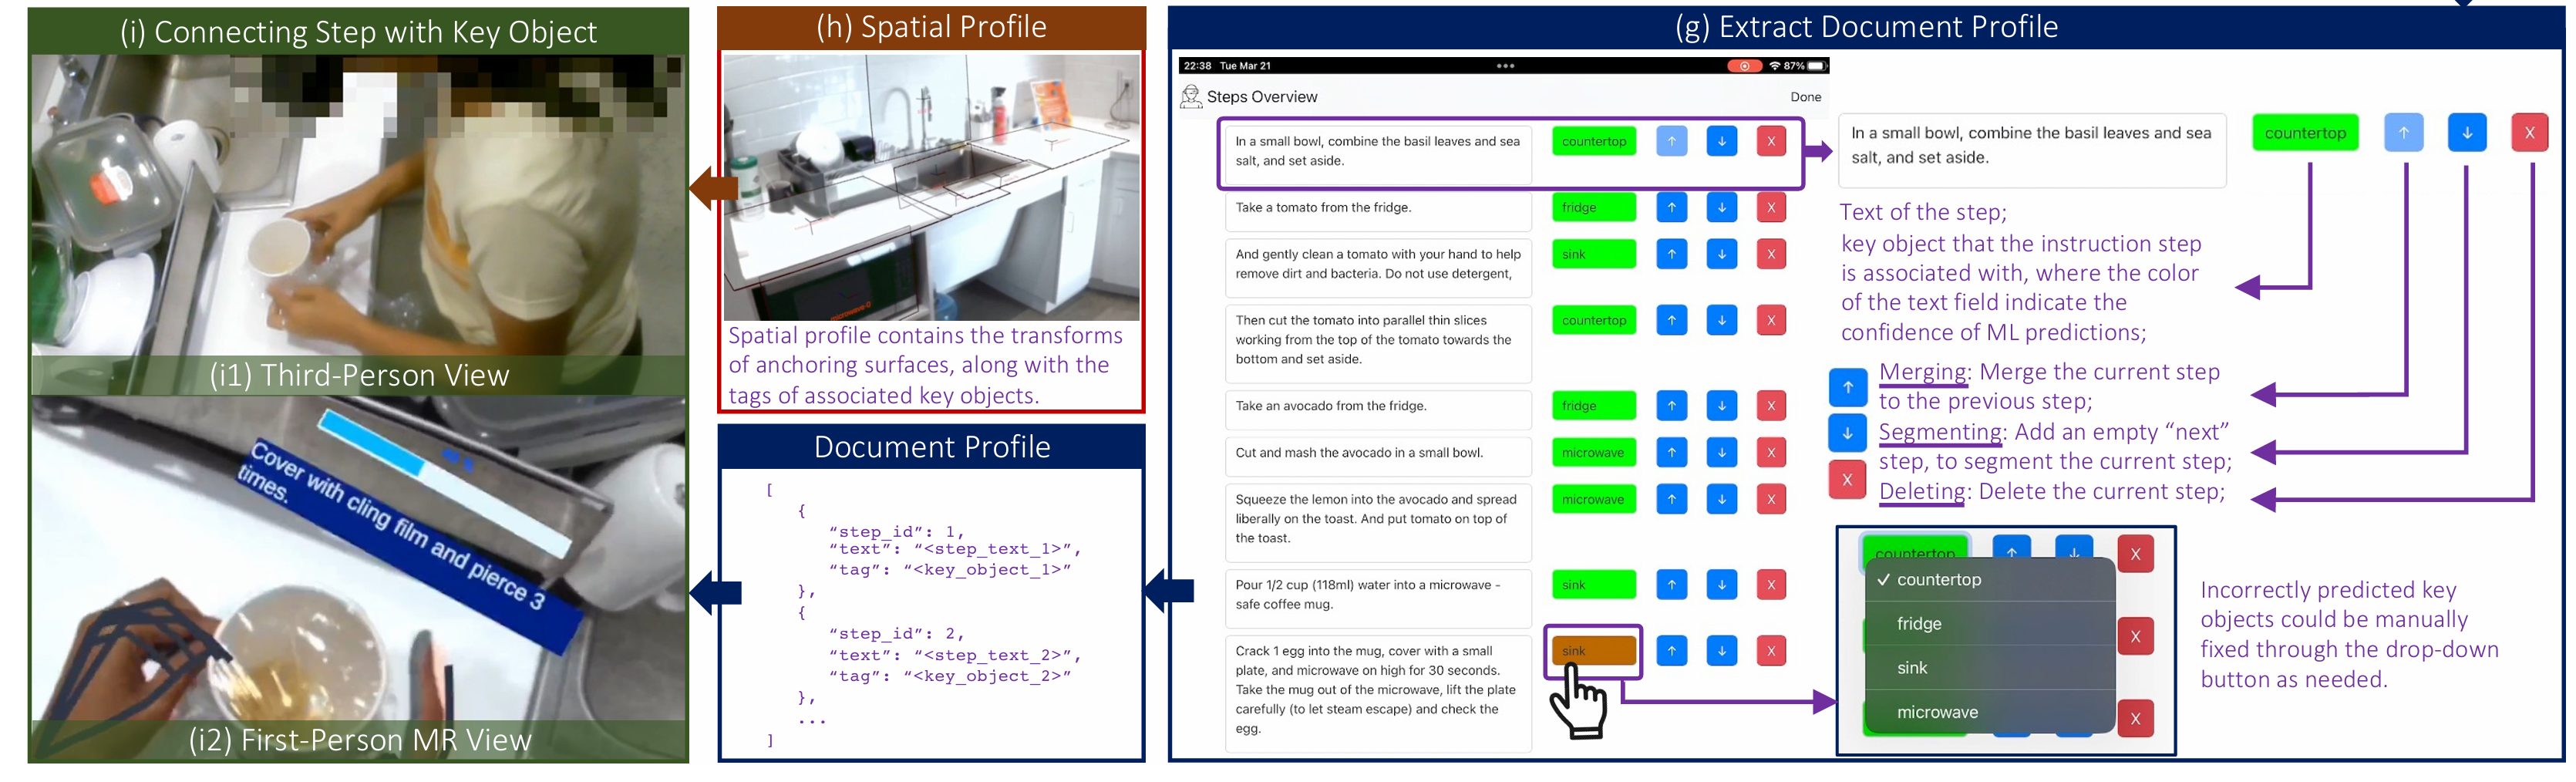 (i) Connecting Step with Key Object
(i1) Third-Person View
Cover with cling film and pierce 3
times.
(i2) First-Person MR View
(h) Spatial Profile
Spatial profile contains the transforms
of anchoring surfaces, along with the
tags of associated key objects.
Document Profile
[
{
“step_id”: 1,
“text”: “<step_text_1>”,
“tag”: “<key_object_1>”
},
{
“step_id”: 2,
“text”: “<step_text_2>”,
“tag”: “<key_object_2>”
},
...
]
(g) Extract Document Profile
22:38 Tue Mar 21
87%
Steps Overview
Done
In a small bowl, combine the basil leaves and sea
salt, and set aside.
countertop
X
Take a tomato from the fridge.
fridge
X
And gently clean a tomato with your hand to help
remove dirt and bacteria. Do not use detergent,
sink
X
Then cut the tomato into parallel thin slices
working from the top of the tomato towards the
bottom and set aside.
countertop
X
Take an avocado from the fridge.
fridge
X
Cut and mash the avocado in a small bowl.
microwave
X
Squeeze the lemon into the avocado and spread
liberally on the toast. And put tomato on top of
the toast.
microwave
X
Pour 1/2 cup (118ml) water into a microwave -
safe coffee mug.
sink
X
Crack 1 egg into the mug, cover with a small
plate, and microwave on high for 30 seconds.
Take the mug out of the microwave, lift the plate
carefully (to let steam escape) and check the
egg.
sink
X
In a small bowl, combine the basil leaves and sea
salt, and set aside.
countertop
X
Text of the step;
key object that the instruction step
is associated with, where the color
of the text field indicate the
confidence of ML predictions;
Merging: Merge the current step
to the previous step;
Segmenting: Add an empty “next”
step, to segment the current step;
X
Deleting: Delete the current step;
countertop
X
countertop
fridge
sink
microwave
X
X
Incorrectly predicted key
objects could be manually
fixed through the drop-down
button as needed.